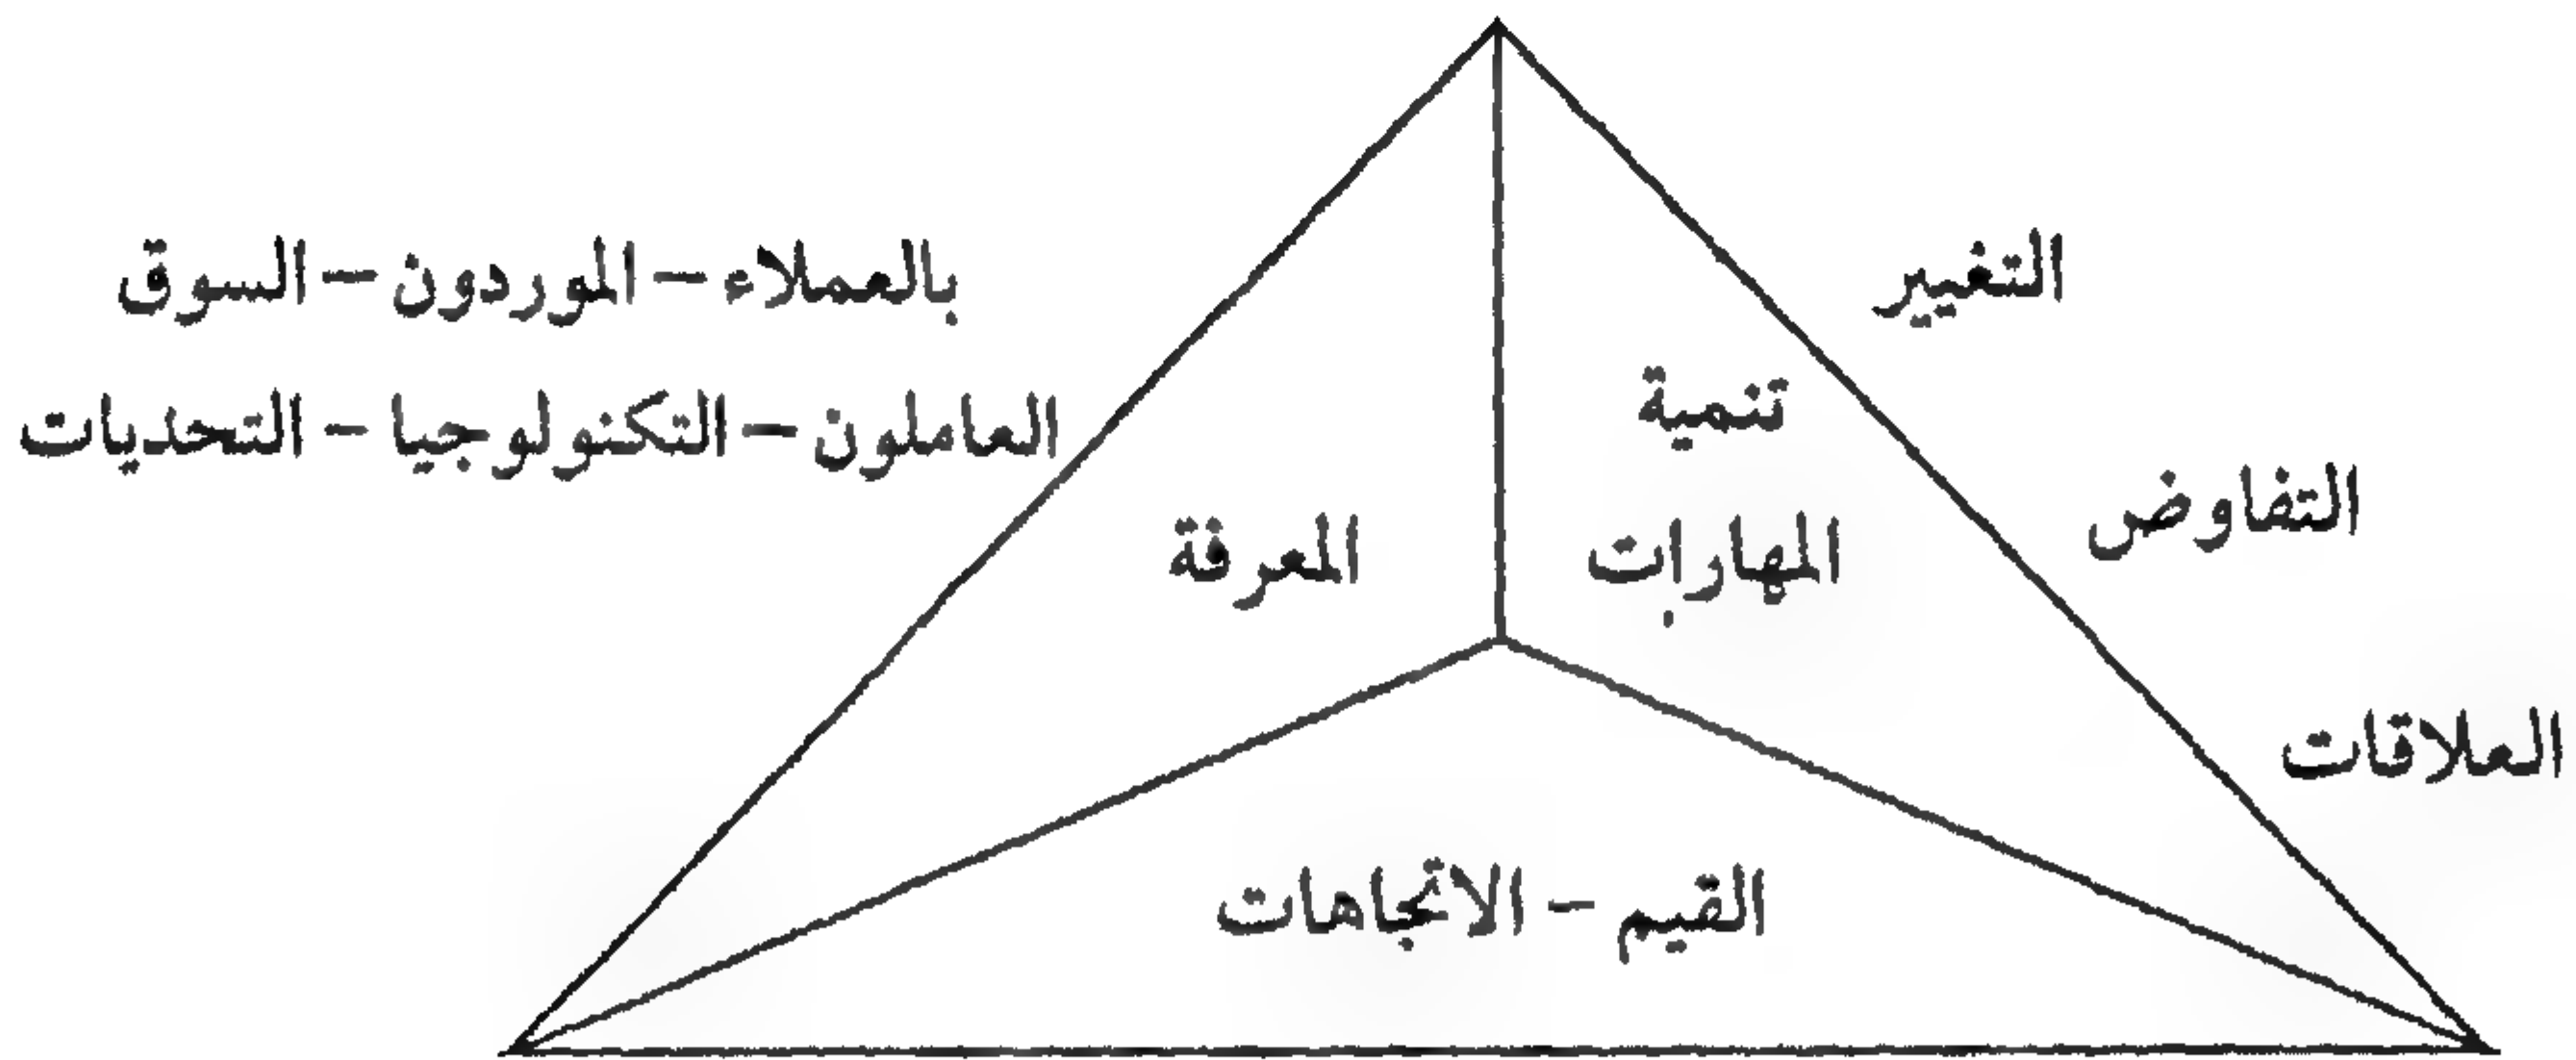 التغيير
بالعملاء – الموردون – السوق
تنمية
العاملون – التكنولوجيا – التحديات
التفاوض
المهارات
المعرفة
العلاقات
القيم – الاتجاهات